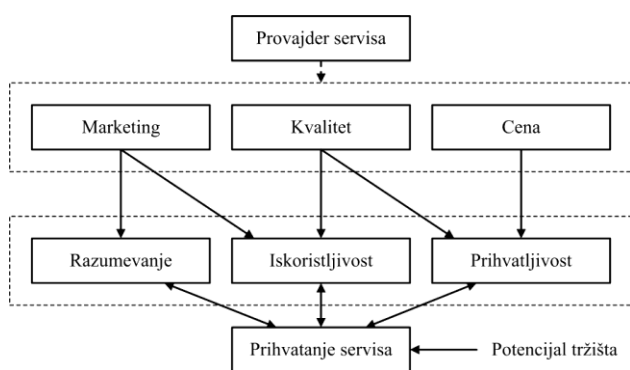 Provajder servisa
Marketing
Kvalitet
Cena
Razumevanje
Iskoristljivost
Prihvatljivost
Prihvatanje servisa
Potencijal tržišta